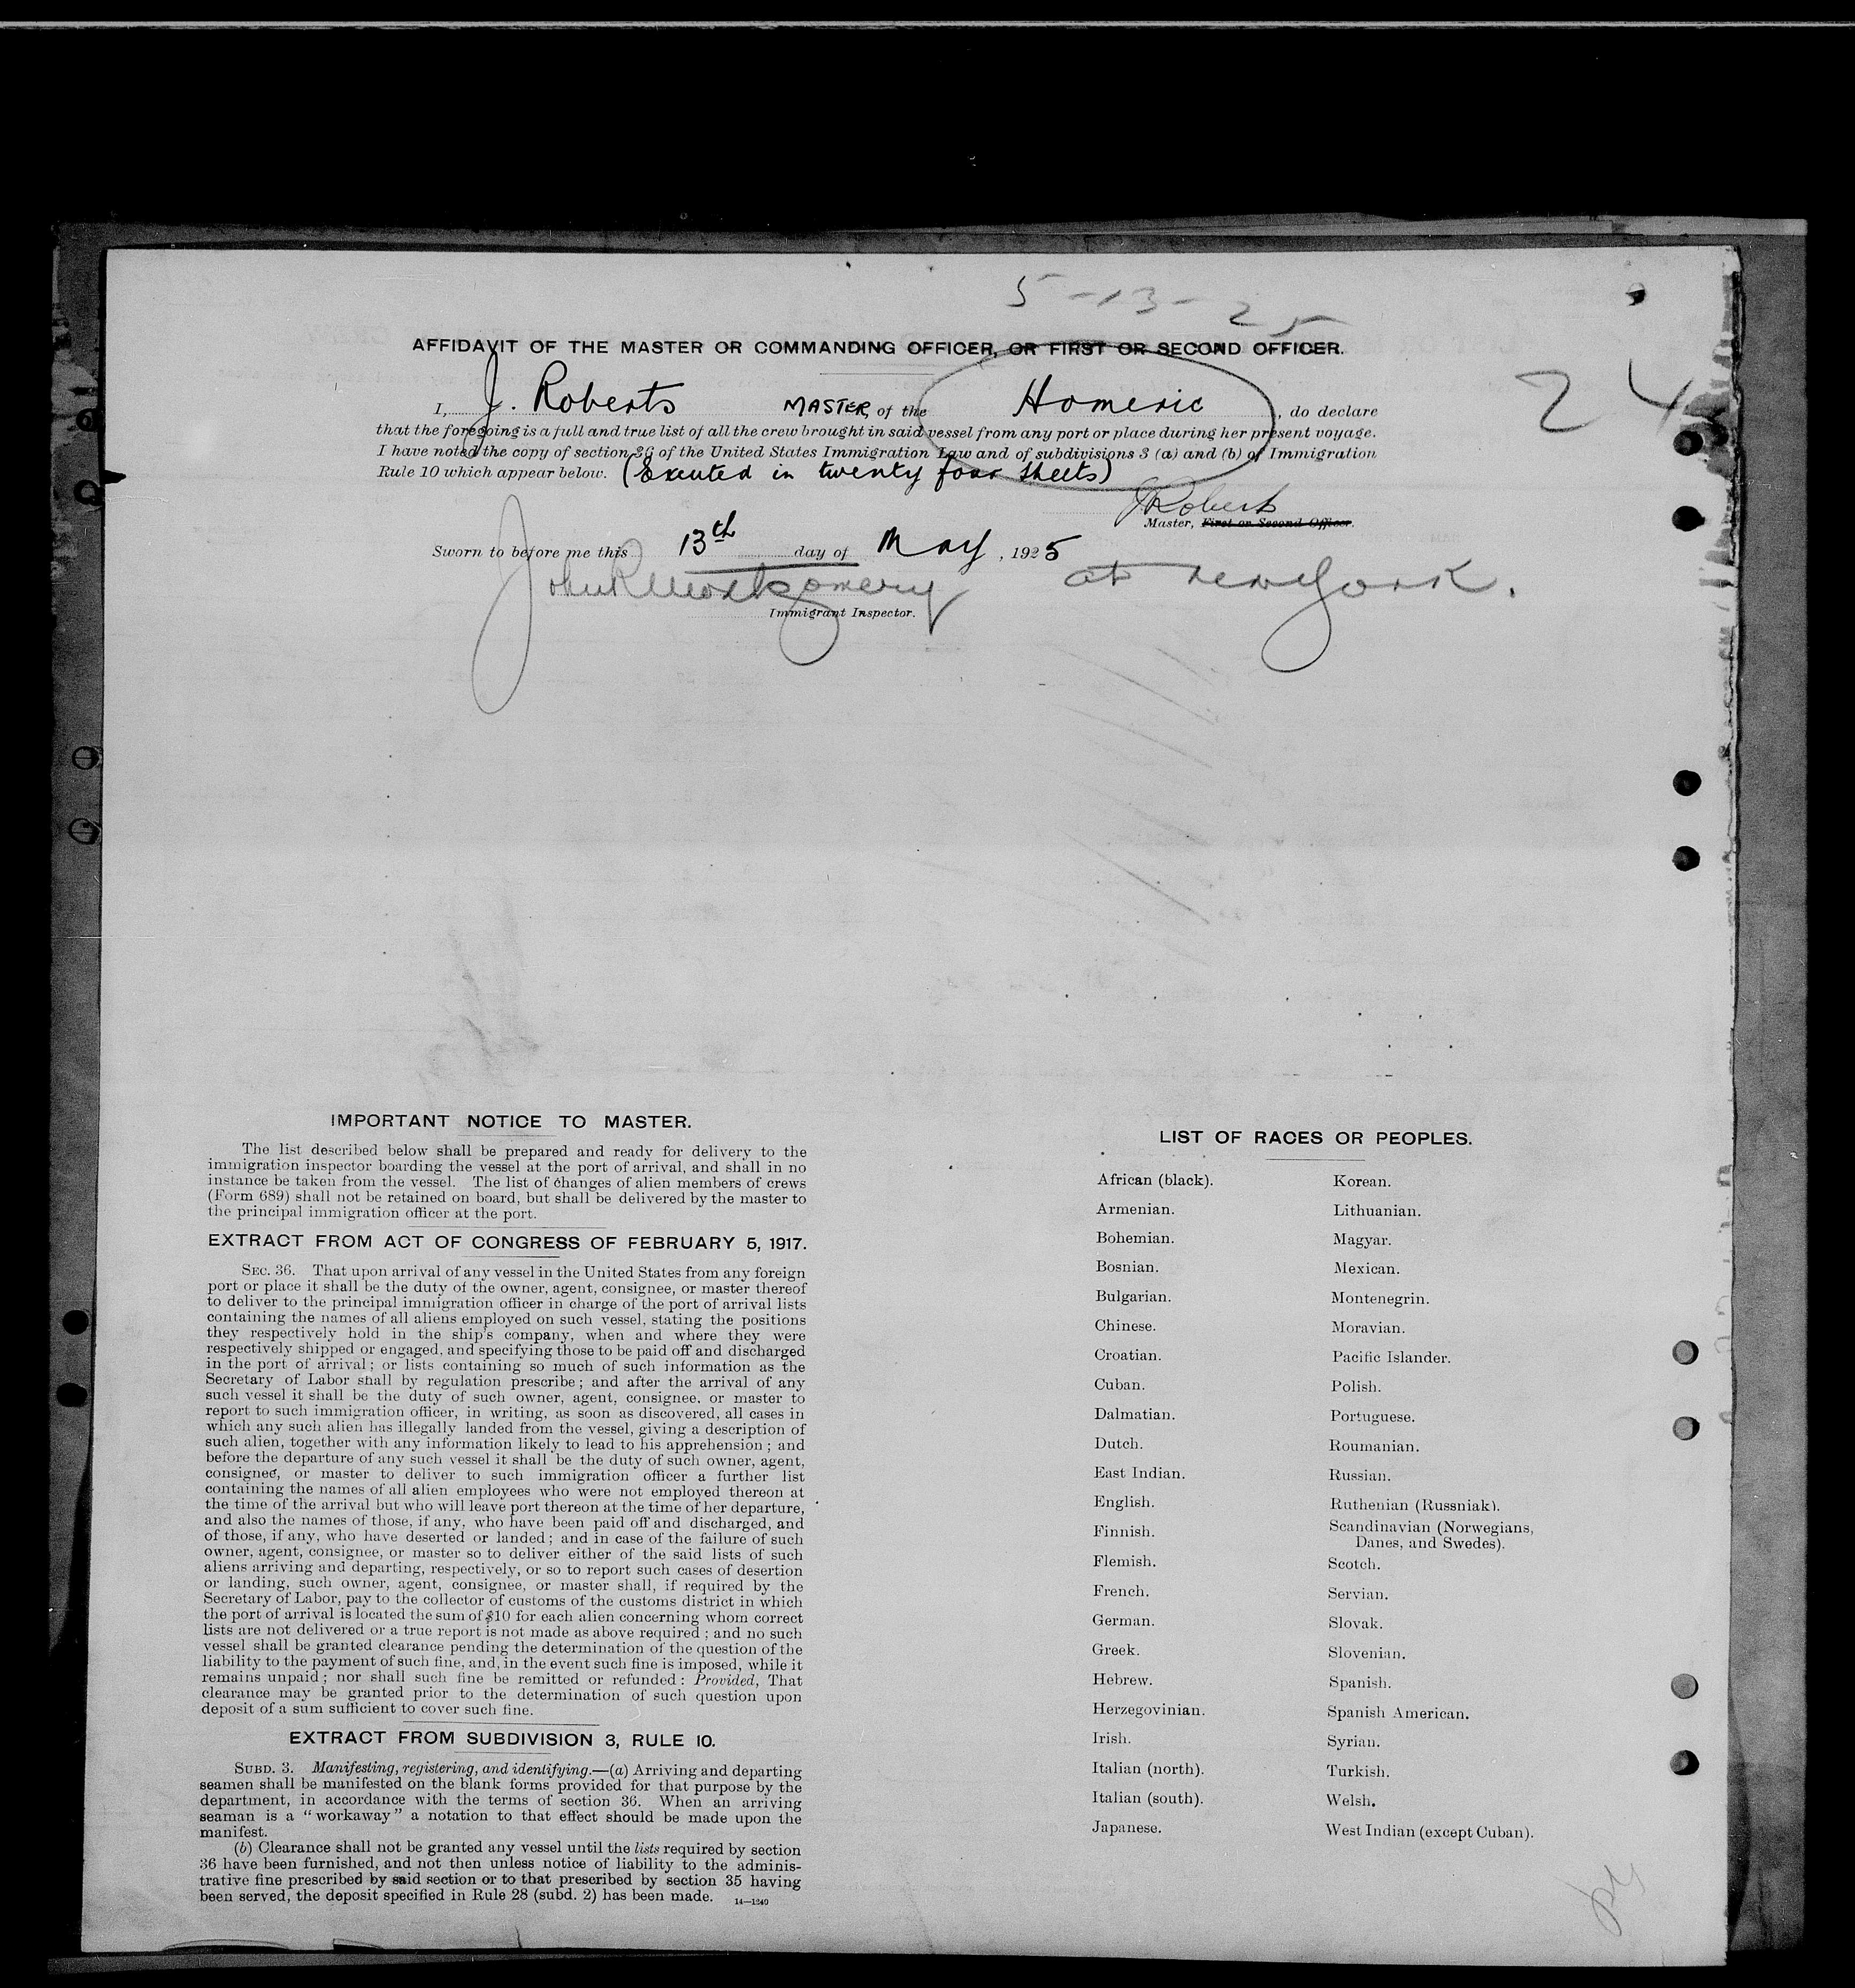 5-13-25
AFFIDAVIT OF THE MASTER OR COMMANDING OFFICER, OR FIRST OR SECOND OFFICER.
24
I, J. Roberts MASTER, of the Homeric, do declare
that the foregoing is a full and true list of all the crew brought in said vessel from any port or place during her present voyage.
I have noted the copy of section 36 of the United States Immigration Law and of subdivisions 3 (a) and (b) of Immigration
Rule 10 which appear below. (Executed in twenty four sheets)
J Roberts
Master, First or Second Officer.
Sworn to before me this 13th day of May, 1925
John R Montgomery at New York.
Immigrant Inspector.
IMPORTANT NOTICE TO MASTER.
The list described below shall be prepared and ready for delivery to the
immigration inspector boarding the vessel at the port of arrival, and shall in no
instance be taken from the vessel. The list of changes of alien members of crews
(Form 689) shall not be retained on board, but shall be delivered by the master to
the principal immigration officer at the port.
EXTRACT FROM ACT OF CONGRESS OF FEBRUARY 5, 1917.
SEC. 36. That upon arrival of any vessel in the United States from any foreign
port or place it shall be the duty of the owner, agent, consignee, or master thereof
to deliver to the principal immigration officer in charge of the port of arrival lists
containing the names of all aliens employed on such vessel, stating the positions
they respectively hold in the ship's company, when and where they were
respectively shipped or engaged, and specifying those to be paid off and discharged
in the port of arrival; or lists containing so much of such information as the
Secretary of Labor shall by regulation prescribe; and after the arrival of any
such vessel it shall be the duty of such owner, agent, consignee, or master to
report to such immigration officer, in writing, as soon as discovered, all cases in
which any such alien has illegally landed from the vessel, giving a description of
such alien, together with any information likely to lead to his apprehension; and
before the departure of any such vessel it shall be the duty of such owner, agent,
consignee, or master to deliver to such immigration officer a further list
containing the names of all alien employees who were not employed thereon at
the time of the arrival but who will leave port thereon at the time of her departure,
and also the names of those, if any, who have been paid off and discharged, and
of those, if any, who have deserted or landed; and in case of the failure of such
owner, agent, consignee, or master so to deliver either of the said lists of such
aliens arriving and departing, respectively, or so to report such cases of desertion
or landing, such owner, agent, consignee, or master shall, if required by the
Secretary of Labor, pay to the collector of customs of the customs district in which
the port of arrival is located the sum of $10 for each alien concerning whom correct
lists are not delivered or a true report is not made as above required; and no such
vessel shall be granted clearance pending the determination of the question of the
liability to the payment of such fine, and, in the event such fine is imposed, while it
remains unpaid; nor shall such fine be remitted or refunded: Provided, That
clearance may be granted prior to the determination of such question upon
deposit of a sum sufficient to cover such fine.
EXTRACT FROM SUBDIVISION 3, RULE 10.
SUBD. 3. Manifesting, registering, and identifying.—(a) Arriving and departing
seamen shall be manifested on the blank forms provided for that purpose by the
department, in accordance with the terms of section 36. When an arriving
seaman is a "workaway" a notation to that effect should be made upon the
manifest.
(b) Clearance shall not be granted any vessel until the lists required by section
36 have been furnished, and not then unless notice of liability to the adminis-
trative fine prescribed by said section or to that prescribed by section 35 having
been served, the deposit specified in Rule 28 (subd. 2) has been made.
14—1240
LIST OF RACES OR PEOPLES.
African (black).
Armenian.
Bohemian.
Bosnian.
Bulgarian.
Chinese.
Croatian.
Cuban.
Dalmatian.
Dutch.
East Indian.
English.
Finnish.
Flemish.
French.
German.
Greek.
Hebrew.
Herzegovinian.
Irish.
Italian (north).
Italian (south).
Japanese.
Korean.
Lithuanian.
Magyar.
Mexican.
Montenegrin.
Moravian.
Pacific Islander.
Polish.
Portuguese.
Roumanian.
Russian.
Ruthenian (Russniak).
Scandinavian (Norwegians,
Danes, and Swedes).
Scotch.
Servian.
Slovak.
Slovenian.
Spanish.
Spanish American.
Syrian.
Turkish.
Welsh.
West Indian (except Cuban).